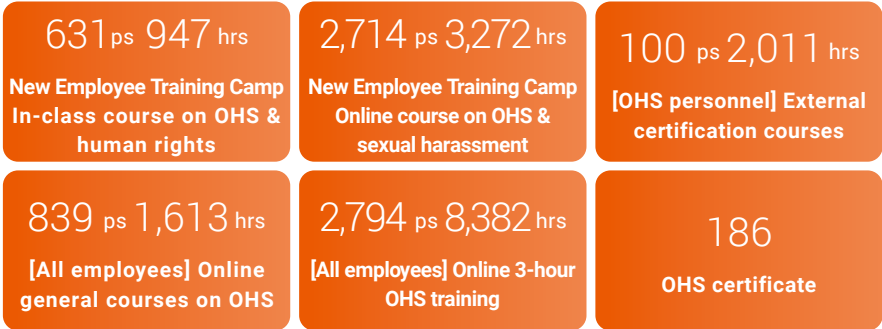 631 ps 947 hrs
New Employee Training Camp
In-class course on OHS &
human rights
2,714 ps 3,272 hrs
New Employee Training Camp
Online course on OHS &
sexual harassment
100 ps 2,011 hrs
[OHS personnel] External
certification courses
839 ps 1,613 hrs
[All employees] Online
general courses on OHS
2,794 ps 8,382 hrs
[All employees] Online 3-hour
OHS training
186
OHS certificate